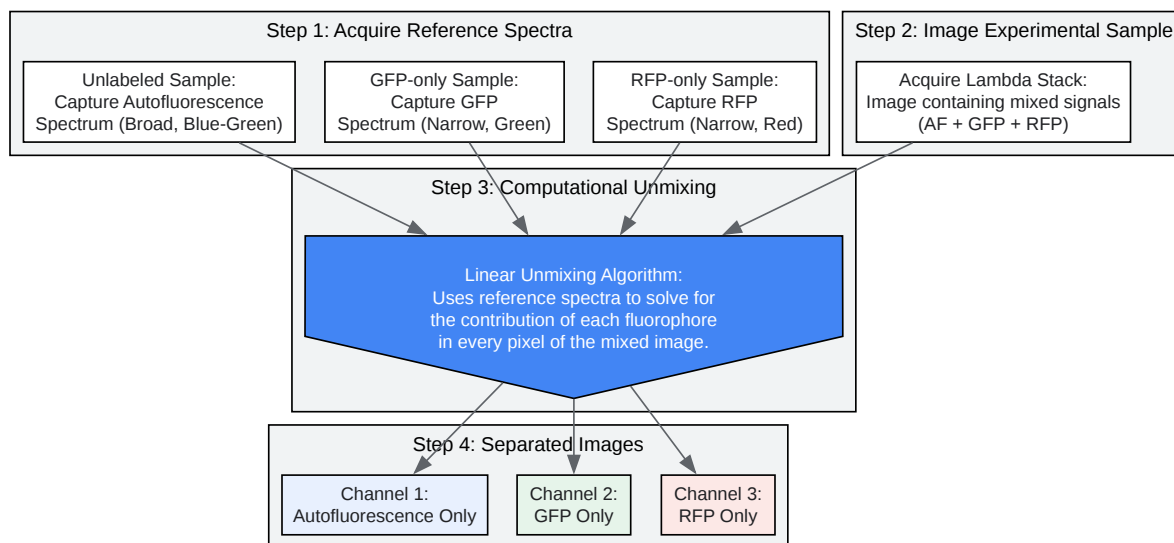 Step 1: Acquire Reference Spectra
Unlabeled Sample:
Capture Autofluorescence
Spectrum (Broad, Blue-Green)
GFP-only Sample:
Capture GFP
Spectrum (Narrow, Green)
RFP-only Sample:
Capture RFP
Spectrum (Narrow, Red)
Step 2: Image Experimental Sample
Acquire Lambda Stack:
Image containing mixed signals
(AF + GFP + RFP)
Step 3: Computational Unmixing
Linear Unmixing Algorithm:
Uses reference spectra to solve for
the contribution of each fluorophore
in every pixel of the mixed image.
Step 4: Separated Images
Channel 1:
Autofluorescence Only
Channel 2:
GFP Only
Channel 3:
RFP Only